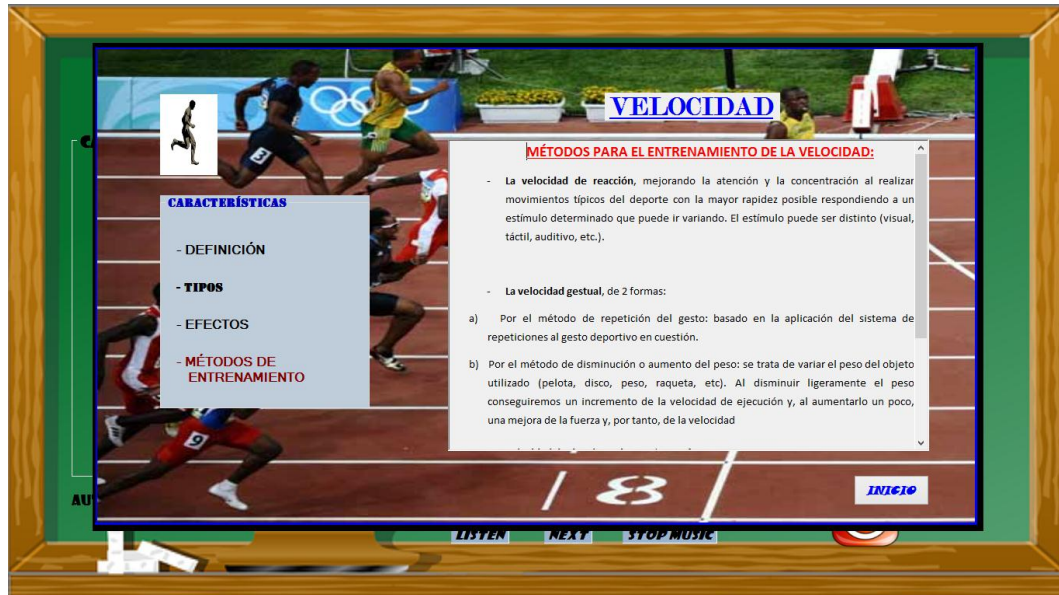 VELOCIDAD
MÉTODOS PARA EL ENTRENAMIENTO DE LA VELOCIDAD:
- La velocidad de reacción, mejorando la atención y la concentración al realizar
movimientos típicos del deporte con la mayor rapidez posible respondiendo a un
estímulo determinado que puede ir variando. El estímulo puede ser distinto (visual,
táctil, auditivo, etc.).
- La velocidad gestual, de 2 formas:
a) Por el método de repetición del gesto: basado en la aplicación del sistema de
repeticiones al gesto deportivo en cuestión.
b) Por el método de disminución o aumento del peso: se trata de variar el peso del objeto
utilizado (pelota, disco, peso, raqueta, etc). Al disminuir ligeramente el peso
conseguiremos un incremento de la velocidad de ejecución y, al aumentarlo un poco,
una mejora de la fuerza y, por tanto, de la velocidad
CARACTERÍSTICAS
- DEFINICIÓN
- TIPOS
- EFECTOS
- MÉTODOS DE
ENTRENAMIENTO
3
9
8
INICIO
AU
LISTEN NEXT STOP MUSIC